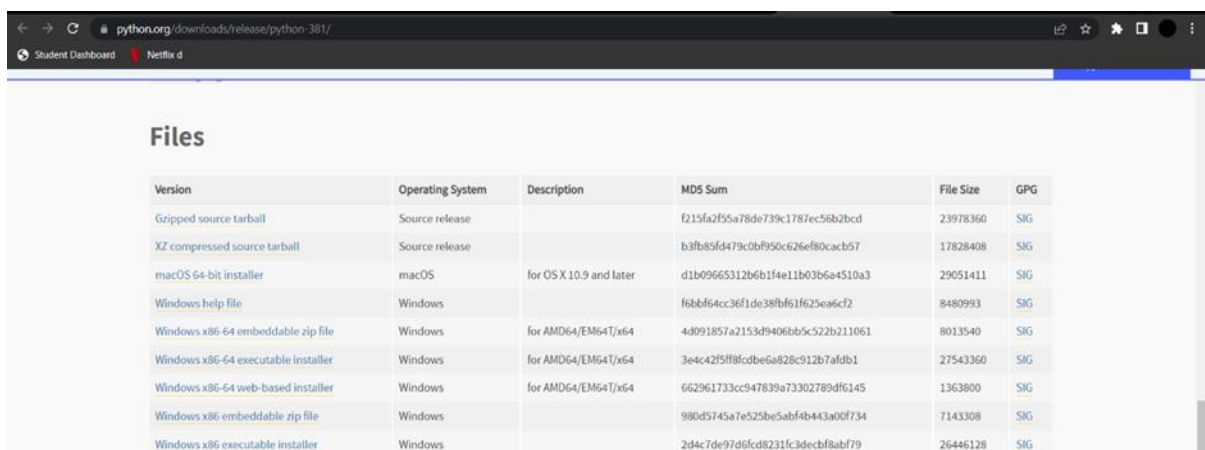 python.org/downloads/release/python-381/
Student Dashboard Netflix d
Files
Version Operating System Description MD5 Sum File Size GPG
Gzipped source tarball Source release f215fa2f55a78de739c1787ec56b2bcd 23978360 SIG
XZ compressed source tarball Source release b3fb85fd479c0bf950c626ef80cacb57 17828408 SIG
macOS 64-bit installer macOS for OS X 10.9 and later d1b09665312b6b1f4e11b03b6a4510a3 29051411 SIG
Windows help file Windows f6bbf64cc36f1de38fbf61f625ea6cf2 8480993 SIG
Windows x86-64 embeddable zip file Windows for AMD64/EM64T/x64 4d091857a2153d9406bb5c522b211061 8013540 SIG
Windows x86-64 executable installer Windows for AMD64/EM64T/x64 3e4c42f5ff8fcdbe6a828c912b7afdb1 27543360 SIG
Windows x86-64 web-based installer Windows for AMD64/EM64T/x64 662961733cc947839a73302789df6145 1363800 SIG
Windows x86 embeddable zip file Windows 980d5745a7e525be5abf4b443a00f734 7143308 SIG
Windows x86 executable installer Windows 2d4c7de97d6fcd8231fc3decbf8abf79 26446128 SIG